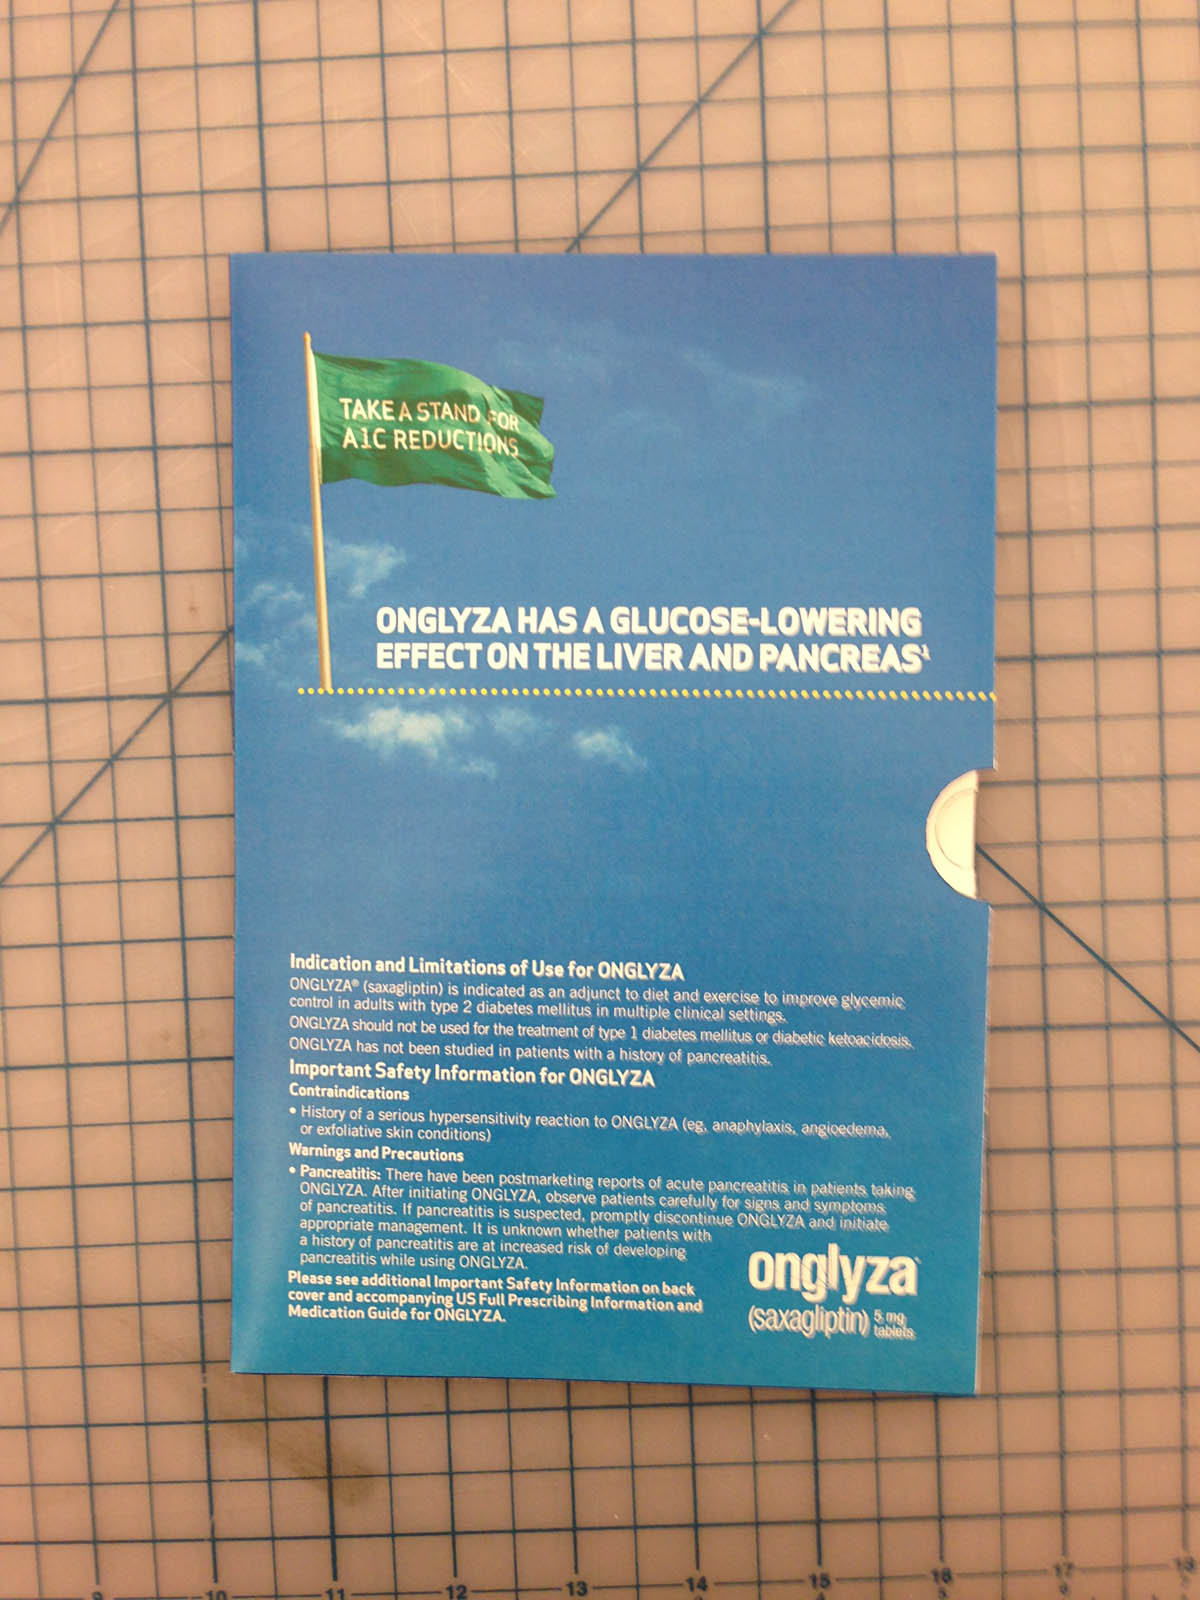 TAKE A STAND FOR
A1C REDUCTIONS
ONGLYZA HAS A GLUCOSE-LOWERING
EFFECT ON THE LIVER AND PANCREAS¹
Indication and Limitations of Use for ONGLYZA
ONGLYZA® (saxagliptin) is indicated as an adjunct to diet and exercise to improve glycemic
control in adults with type 2 diabetes mellitus in multiple clinical settings.
ONGLYZA should not be used for the treatment of type 1 diabetes mellitus or diabetic ketoacidosis.
ONGLYZA has not been studied in patients with a history of pancreatitis.
Important Safety Information for ONGLYZA
Contraindications
• History of a serious hypersensitivity reaction to ONGLYZA (eg, anaphylaxis, angioedema,
or exfoliative skin conditions)
Warnings and Precautions
• Pancreatitis: There have been postmarketing reports of acute pancreatitis in patients taking
ONGLYZA. After initiating ONGLYZA, observe patients carefully for signs and symptoms
of pancreatitis. If pancreatitis is suspected, promptly discontinue ONGLYZA and initiate
appropriate management. It is unknown whether patients with
a history of pancreatitis are at increased risk of developing
pancreatitis while using ONGLYZA.
Please see additional Important Safety Information on back
cover and accompanying US Full Prescribing Information and
Medication Guide for ONGLYZA.
onglyza
(saxagliptin) 5 mg
tablets
9 10 11 12 13 14 15 16 17 18